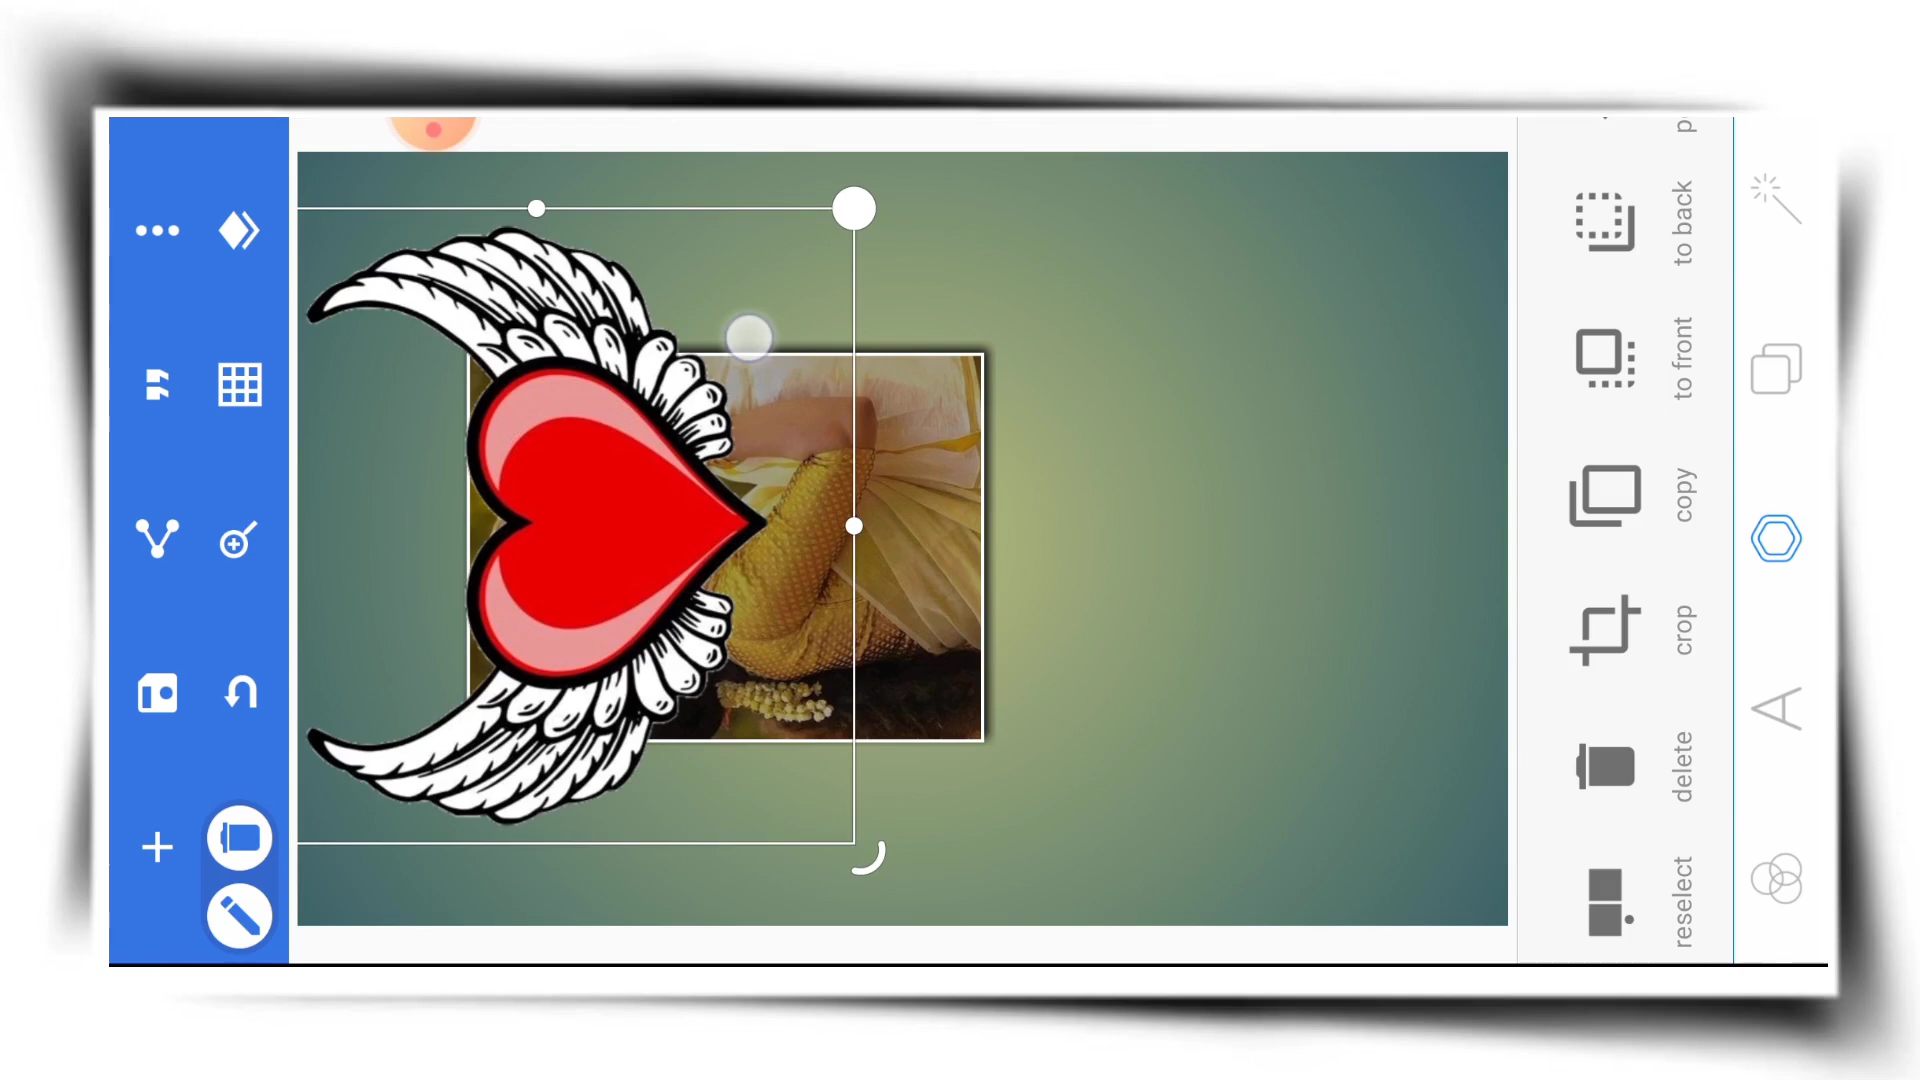 reselect
delete
crop
copy
to front
to back
p